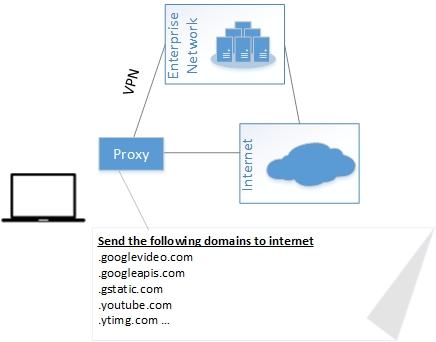 Enterprise
Network
VPN
Proxy
Internet
Send the following domains to internet
.googlevideo.com
.googleapis.com
.gstatic.com
.youtube.com
.ytimg.com ...